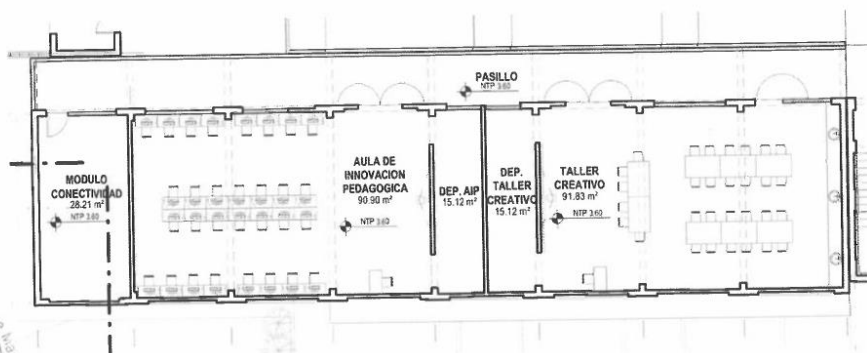 PASILLO
NTP 3.60
MODULO
CONECTIVIDAD
28.21 m²
NTP 3.60
AULA DE
INNOVACION
PEDAGOGICA
90.90 m²
NTP 3.60
DEP. AIP
15.12 m²
DEP.
TALLER
CREATIVO
15.12 m²
TALLER
CREATIVO
91.83 m²
NTP 3.60